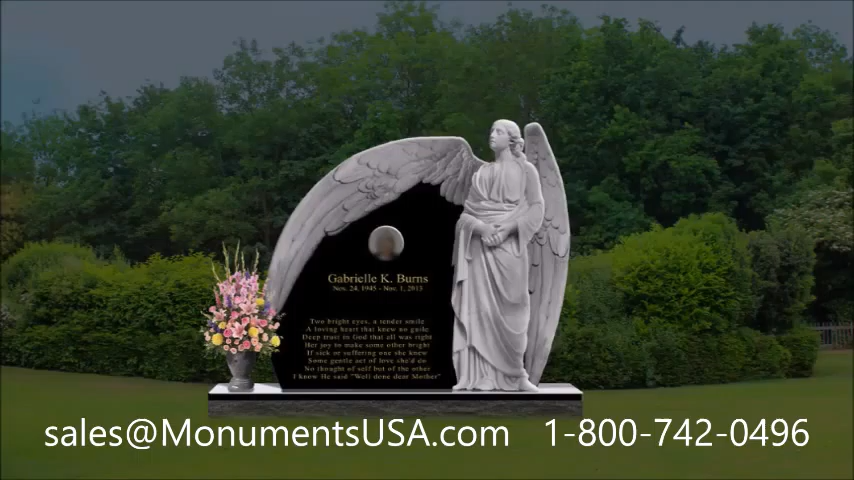 Gabrielle K. Burns
Nov. 24, 1945 - Nov. 1, 2013
Two bright eyes, a tender smile
A loving heart that knew no guile
Deep trust in God that all was right
Her joy to make some other bright
If sick or suffering one she knew
Some gentle act of love she'd do
No thought of self but of the other
I know He said "Well done dear Mother"
sales@MonumentsUSA.com 1-800-742-0496